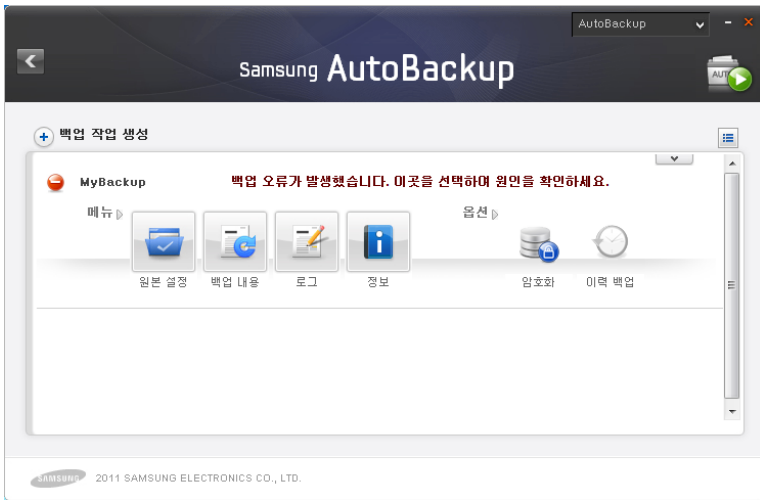 AutoBackup
Samsung AutoBackup
AUTO
백업 작업 생성
MyBackup 백업 오류가 발생했습니다. 이곳을 선택하여 원인을 확인하세요.
메뉴 옵션
원본 설정 백업 내용 로그 정보 암호화 이력 백업
SAMSUNG 2011 SAMSUNG ELECTRONICS CO., LTD.